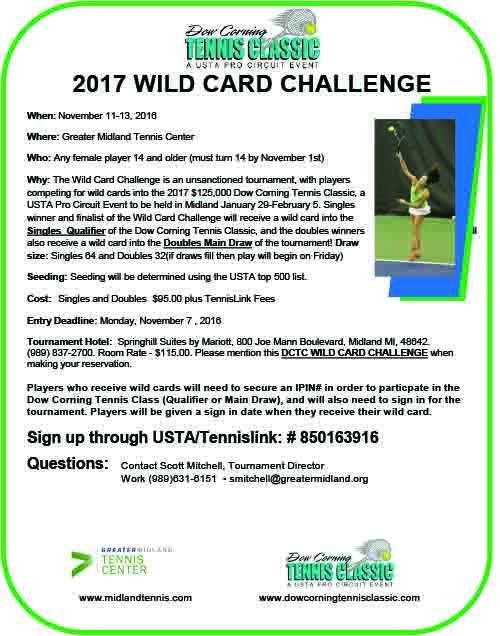 Dow Corning
TENNIS CLASSIC
A USTA PRO CIRCUIT EVENT
2017 WILD CARD CHALLENGE
When: November 11-13, 2016
Where: Greater Midland Tennis Center
Who: Any female player 14 and older (must turn 14 by November 1st)
Why: The Wild Card Challenge is an unsanctioned tournament, with players
competing for wild cards into the 2017 $125,000 Dow Corning Tennis Classic, a
USTA Pro Circuit Event to be held in Midland January 29-February 5. Singles
winner and finalist of the Wild Card Challenge will receive a wild card into the
Singles Qualifier of the Dow Corning Tennis Classic, and the doubles winners
also receive a wild card into the Doubles Main Draw of the tournament! Draw
size: Singles 64 and Doubles 32(if draws fill then play will begin on Friday)
Seeding: Seeding will be determined using the USTA top 500 list.
Cost: Singles and Doubles $95.00 plus TennisLink Fees
Entry Deadline: Monday, November 7 , 2016
Tournament Hotel: Springhill Suites by Mariott, 800 Joe Mann Boulevard, Midland MI, 48642.
(989) 837-2700. Room Rate - $115.00. Please mention this DCTC WILD CARD CHALLENGE when
making your reservation.
Players who receive wild cards will need to secure an IPIN# in order to particpate in the
Dow Corning Tennis Class (Qualifier or Main Draw), and will also need to sign in for the
tournament. Players will be given a sign in date when they receive their wild card.
Sign up through USTA/Tennislink: # 850163916
Questions: Contact Scott Mitchell, Tournament Director
Work (989)631-6151 - smitchell@greatermidland.org
GREATERMIDLAND
TENNIS
CENTER
Dow Corning
TENNIS CLASSIC
A USTA PRO CIRCUIT EVENT
www.midlandtennis.com
www.dowcorningtennisclassic.com